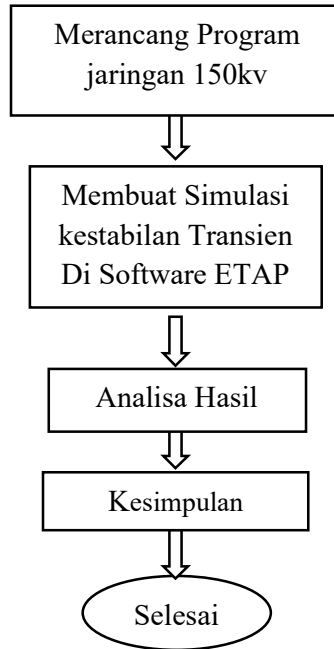 Merancang Program
jaringan 150kv
Membuat Simulasi
kestabilan Transien
Di Software ETAP
Analisa Hasil
Kesimpulan
Selesai